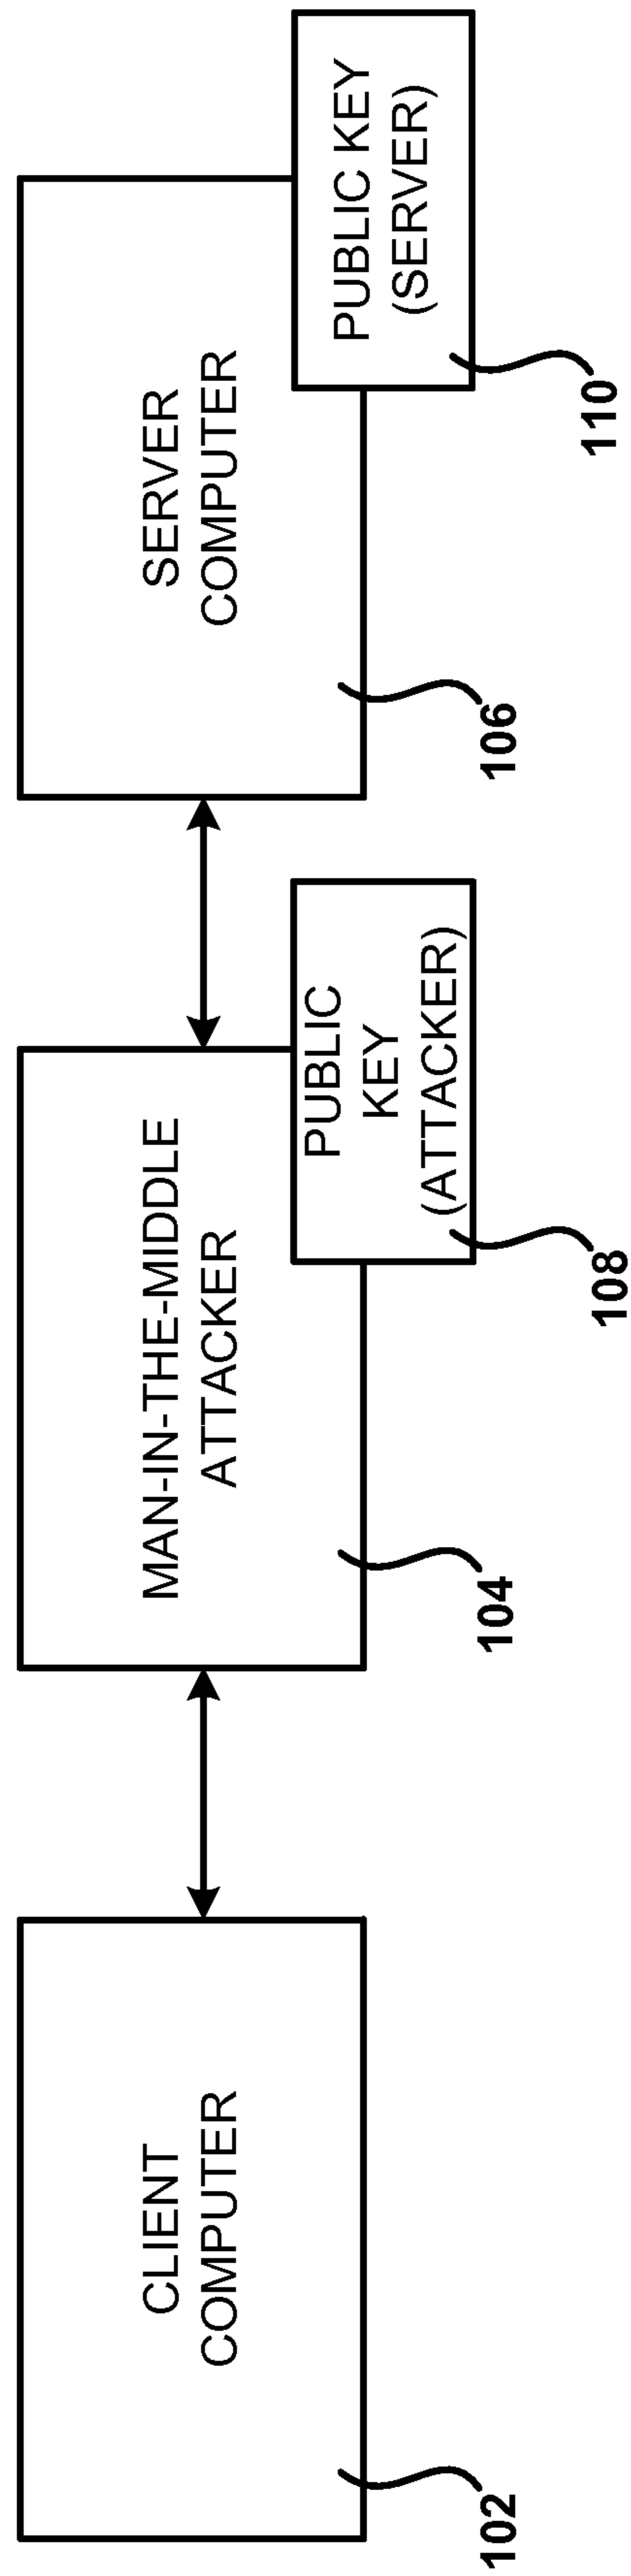 CLIENT
COMPUTER
102
MAN-IN-THE-MIDDLE
ATTACKER
104
PUBLIC
KEY
(ATTACKER)
108
SERVER
COMPUTER
106
PUBLIC KEY
(SERVER)
110